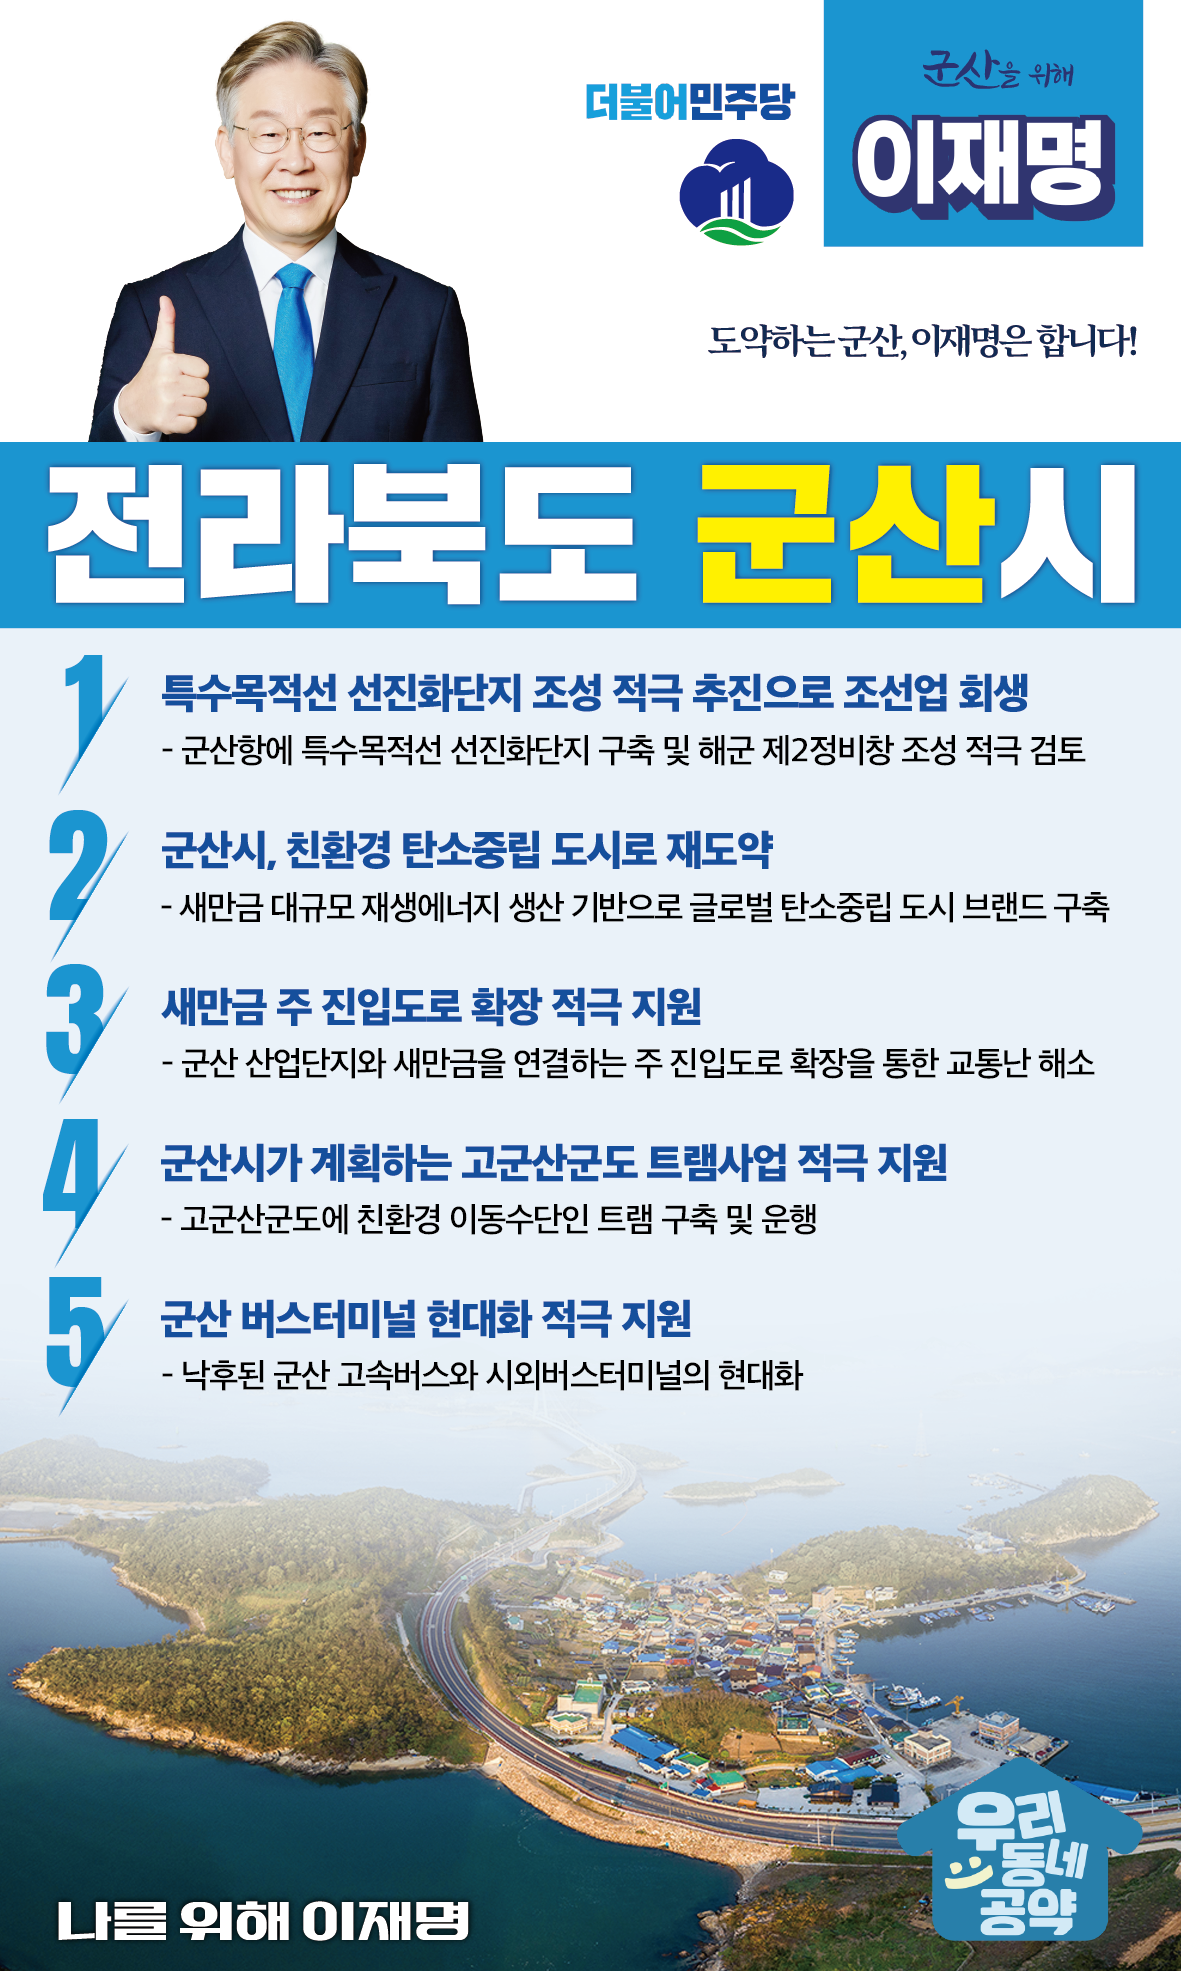 더불어민주당
군산을 위해
이재명
도약하는 군산, 이재명은 합니다!
전라북도 군산시
1
특수목적선 선진화단지 조성 적극 추진으로 조선업 회생
- 군산항에 특수목적선 선진화단지 구축 및 해군 제2정비창 조성 적극 검토
2
군산시, 친환경 탄소중립 도시로 재도약
- 새만금 대규모 재생에너지 생산 기반으로 글로벌 탄소중립 도시 브랜드 구축
3
새만금 주 진입도로 확장 적극 지원
- 군산 산업단지와 새만금을 연결하는 주 진입도로 확장을 통한 교통난 해소
4
군산시가 계획하는 고군산군도 트램사업 적극 지원
- 고군산군도에 친환경 이동수단인 트램 구축 및 운행
5
군산 버스터미널 현대화 적극 지원
- 낙후된 군산 고속버스와 시외버스터미널의 현대화
우리
동네
공약
나를 위해 이재명